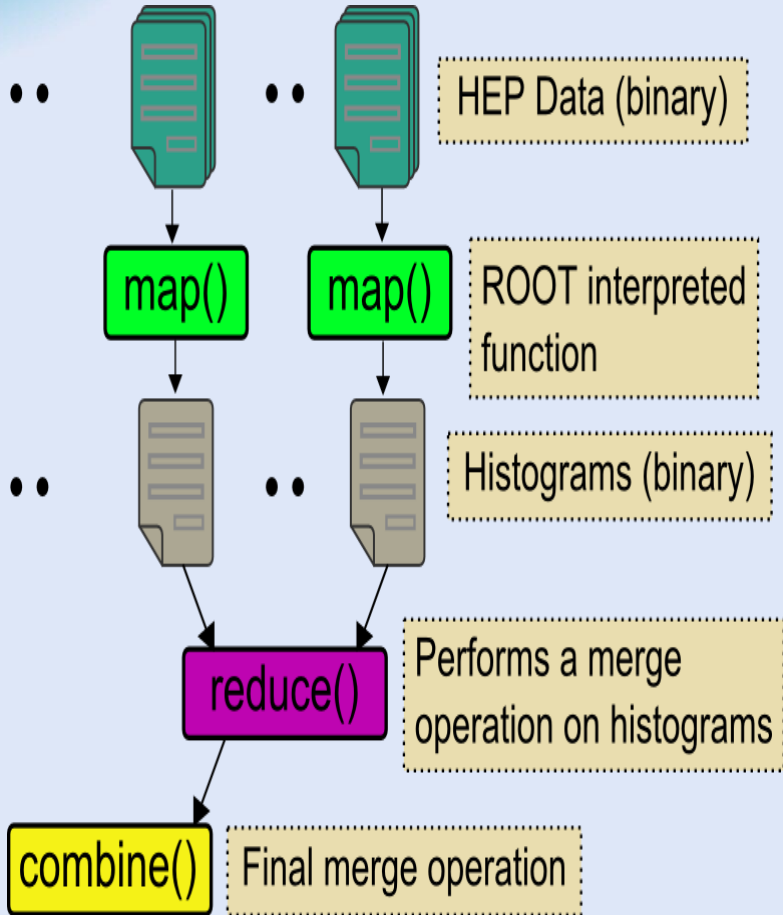 HEP Data (binary)
map()
map()
ROOT interpreted
function
Histograms (binary)
reduce()
Performs a merge
operation on histograms
combine()
Final merge operation